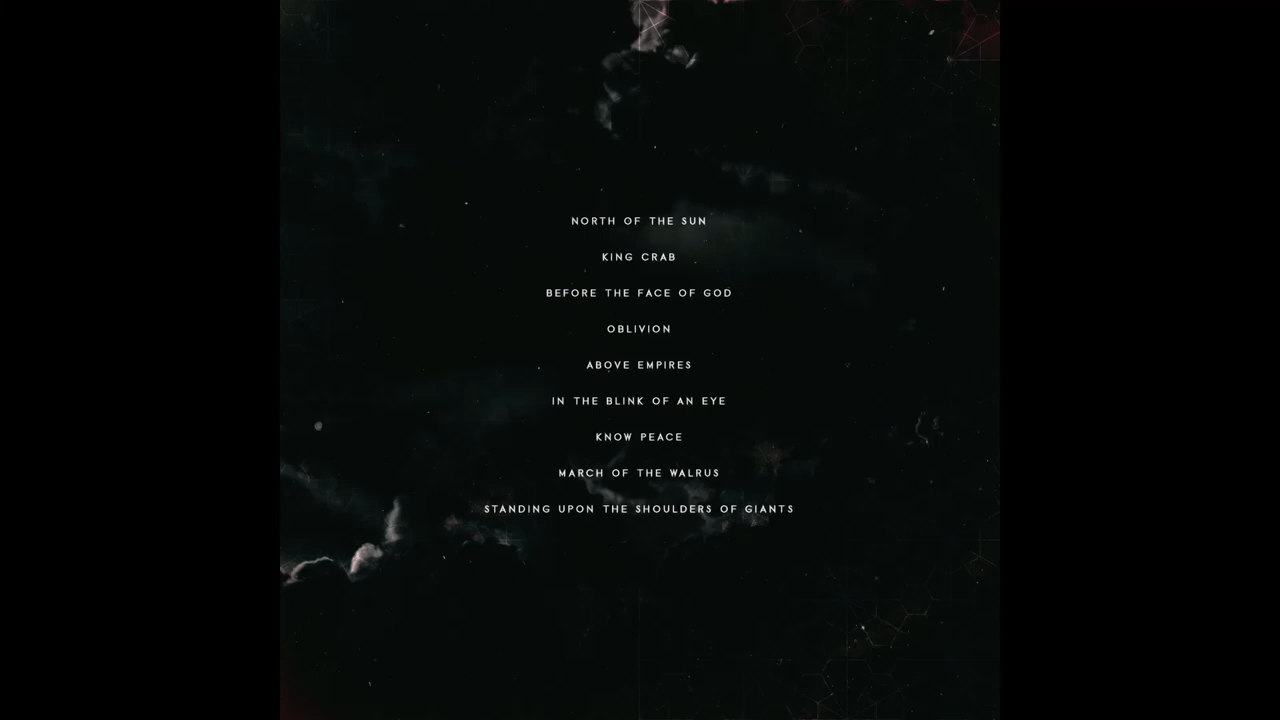 NORTH OF THE SUN
KING CRAB
BEFORE THE FACE OF GOD
OBLIVION
ABOVE EMPIRES
IN THE BLINK OF AN EYE
KNOW PEACE
MARCH OF THE WALRUS
STANDING UPON THE SHOULDERS OF GIANTS